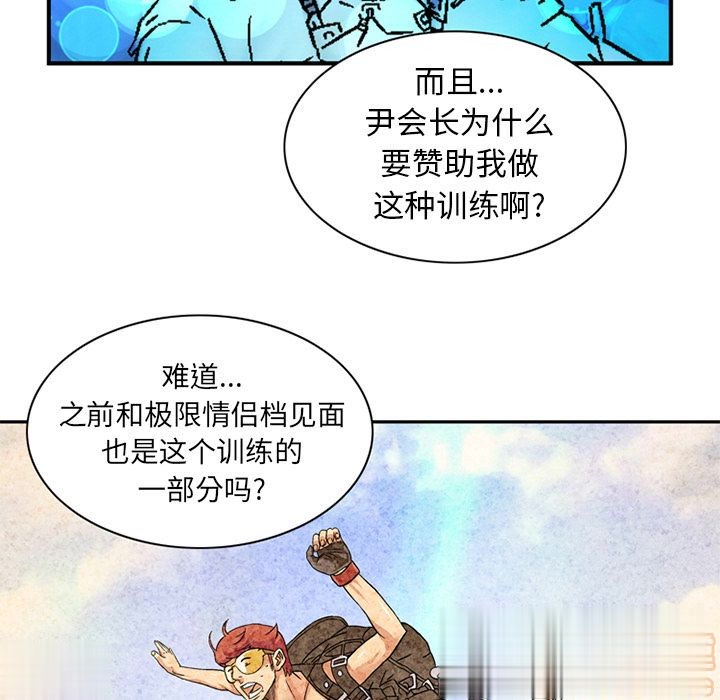 而且...
尹会长为什么
要赞助我做
这种训练啊?
难道...
之前和极限情侣档见面
也是这个训练的
一部分吗?